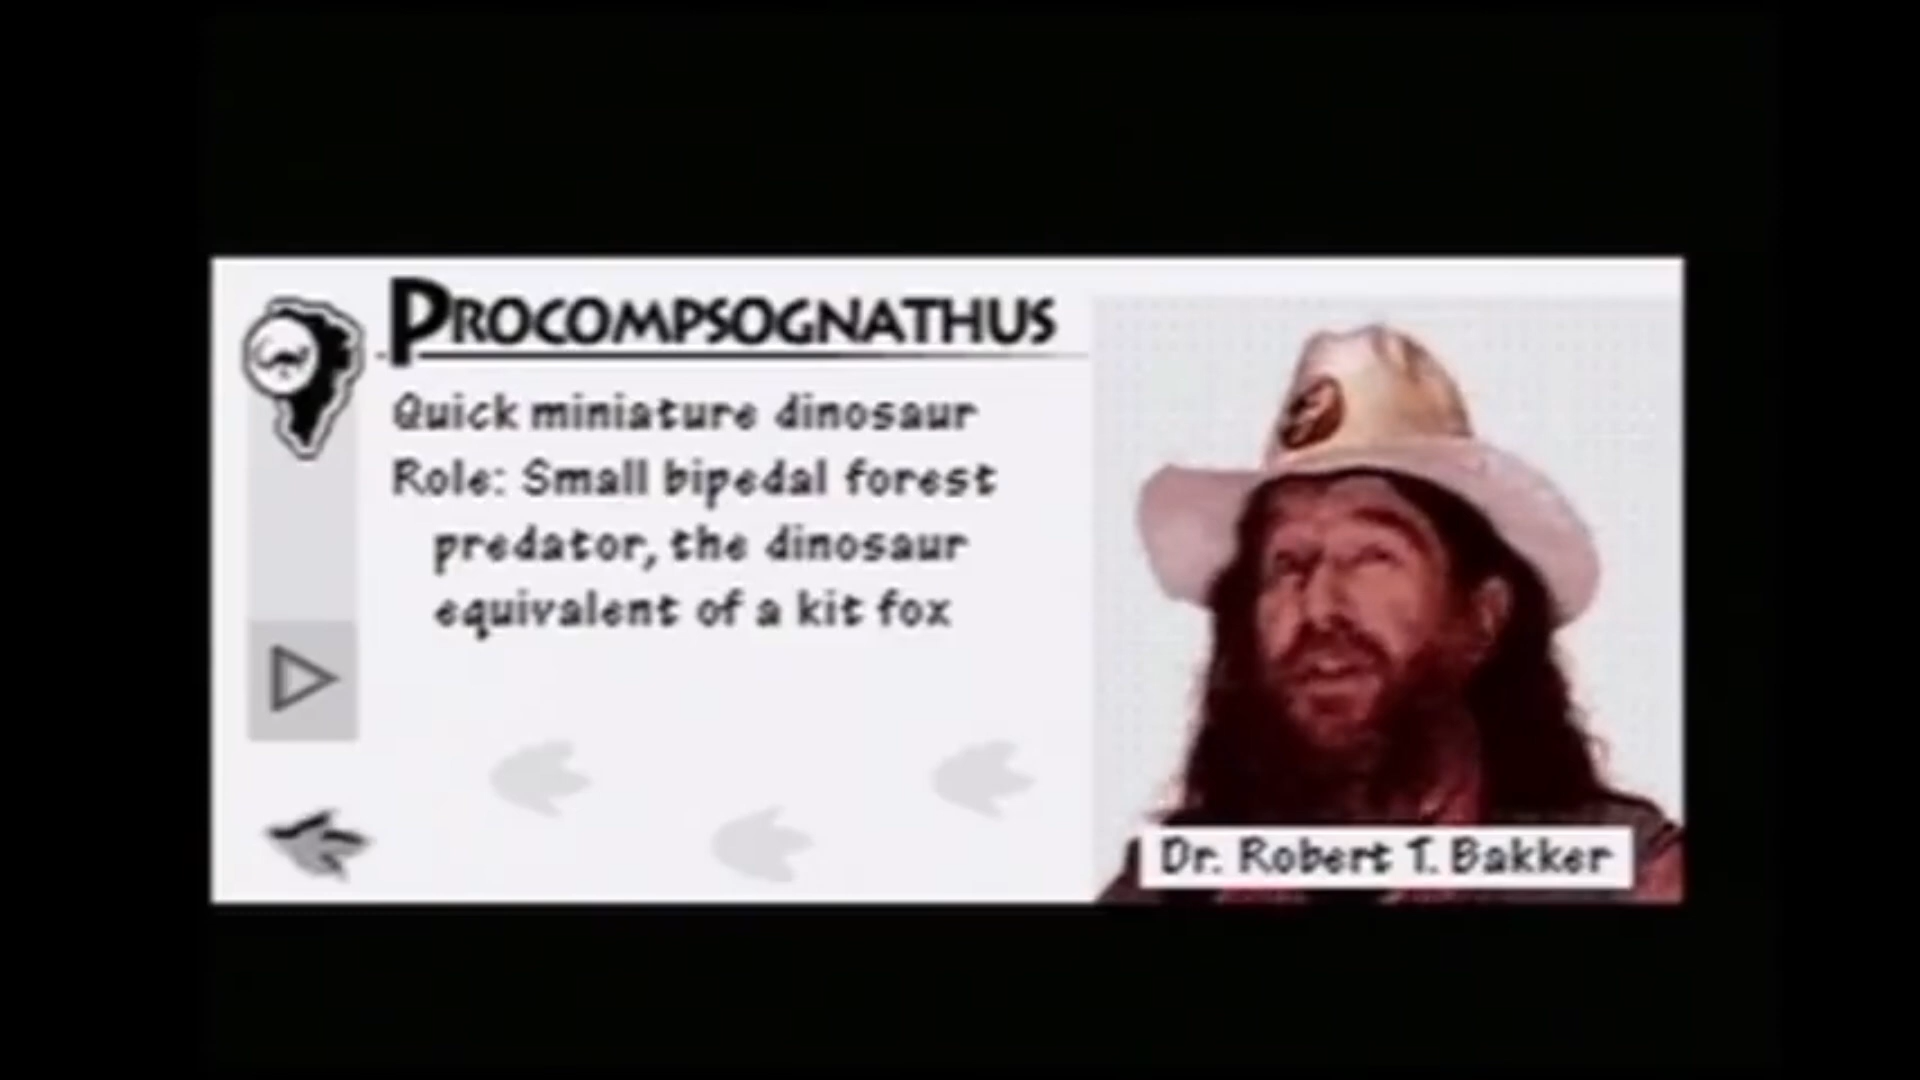 PROCOMPSOGNATHUS
Quick miniature dinosaur
Role: Small bipedal forest
predator, the dinosaur
equivalent of a kit fox
Dr. Robert T. Bakker